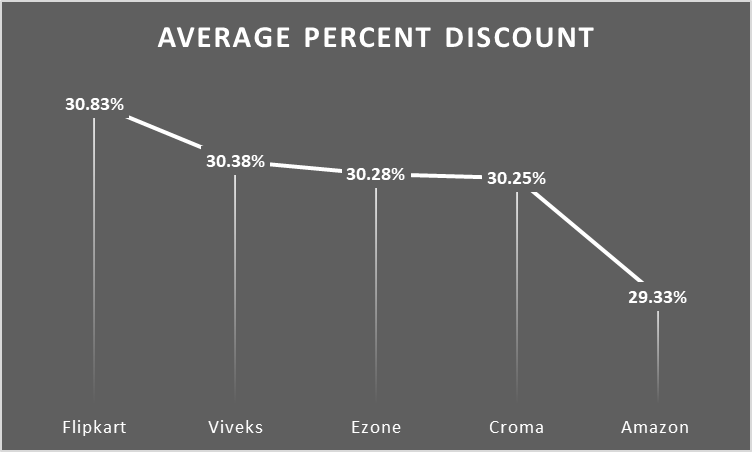 AVERAGE PERCENT DISCOUNT
30.83%
30.38%
30.28%
30.25%
29.33%
Flipkart Viveks Ezone Croma Amazon